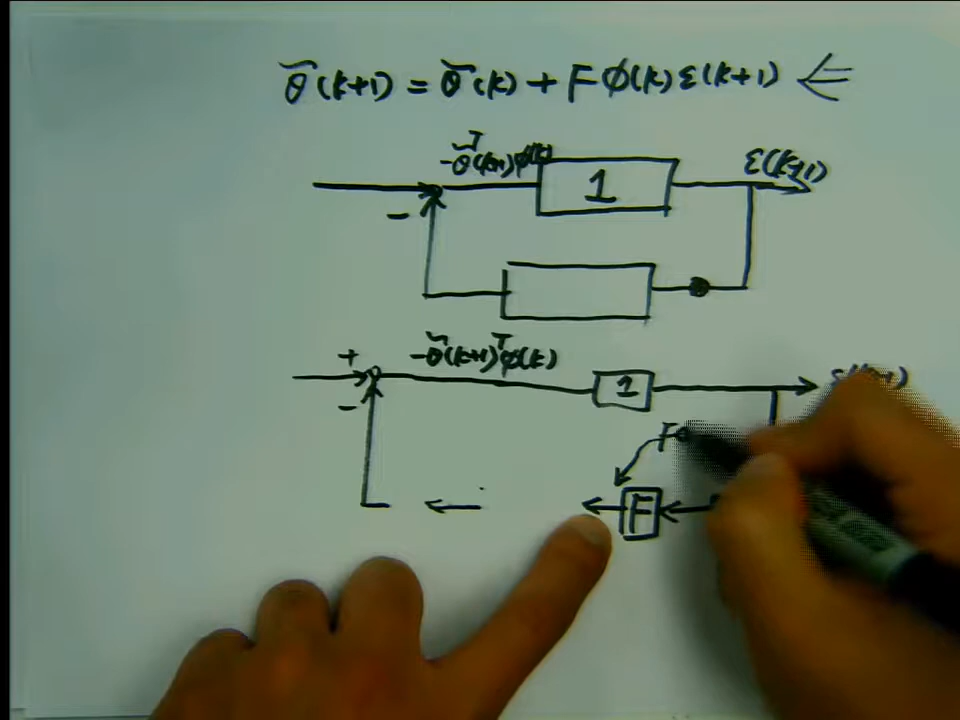 θ̃(k+1) = θ̃(k) + Fϕ(k)ε(k+1) ⇐
-θ̃ᵀ(k+1)ϕ(k) 1 ε(k+1)
−
+ -θ̃(k+1)ᵀϕ(k) 1
−
F
F